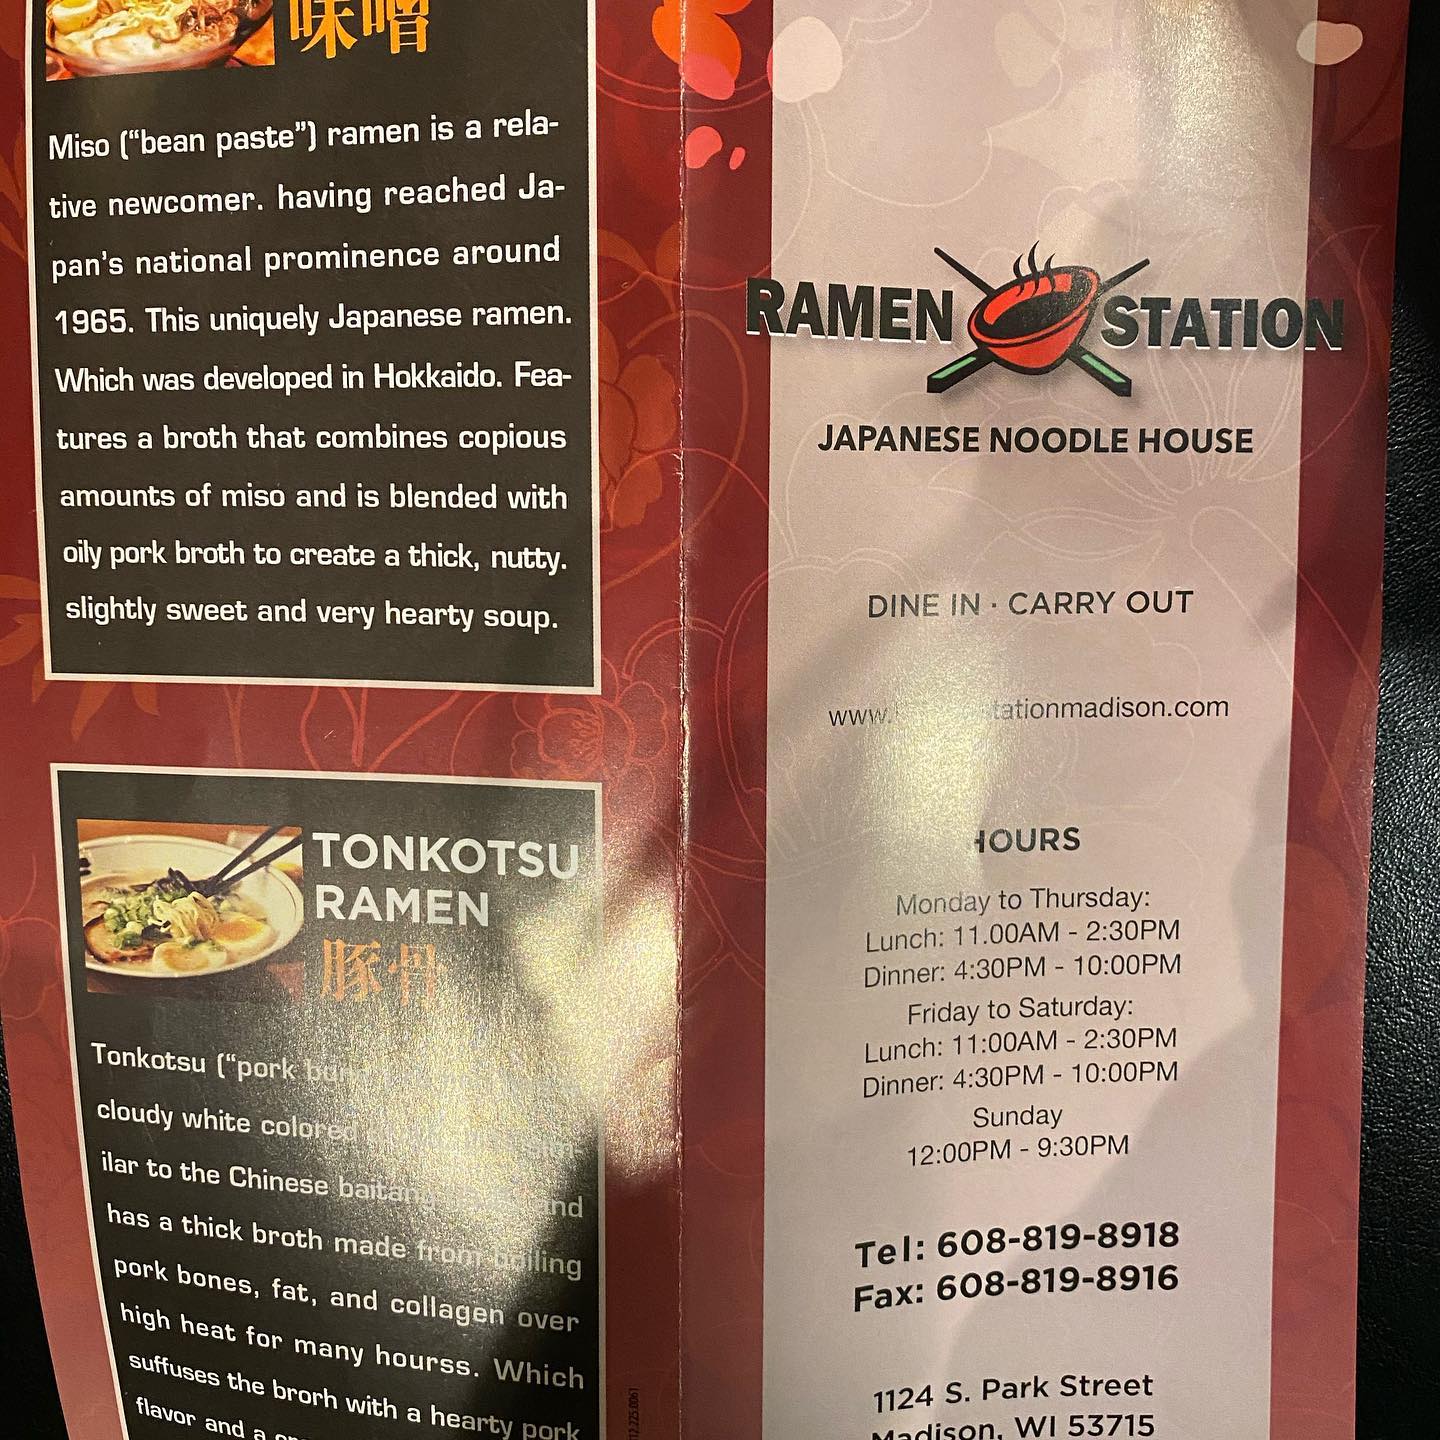 味噌
Miso (“bean paste”) ramen is a rela-
tive newcomer. having reached Ja-
pan’s national prominence around
1965. This uniquely Japanese ramen.
Which was developed in Hokkaido. Fea-
tures a broth that combines copious
amounts of miso and is blended with
oily pork broth to create a thick, nutty.
slightly sweet and very hearty soup.
TONKOTSU
RAMEN
豚骨
Tonkotsu (“pork
cloudy white colored sim-
ilar to the Chinese baitang and
has a thick broth made from boiling
pork bones, fat, and collagen over
high heat for many hourss. Which
suffuses the brorh with a hearty pork
flavor and a
RAMEN STATION
JAPANESE NOODLE HOUSE
DINE IN · CARRY OUT
www. tationmadison.com
HOURS
Monday to Thursday:
Lunch: 11.00AM - 2:30PM
Dinner: 4:30PM - 10:00PM
Friday to Saturday:
Lunch: 11:00AM - 2:30PM
Dinner: 4:30PM - 10:00PM
Sunday
12:00PM - 9:30PM
Tel: 608-819-8918
Fax: 608-819-8916
1124 S. Park Street
Madison, WI 53715